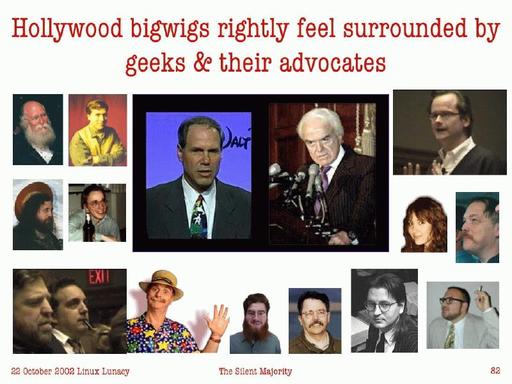 Hollywood bigwigs rightly feel surrounded by
geeks & their advocates
EXIT
22 October 2002 Linux Lunacy
The Silent Majority
82